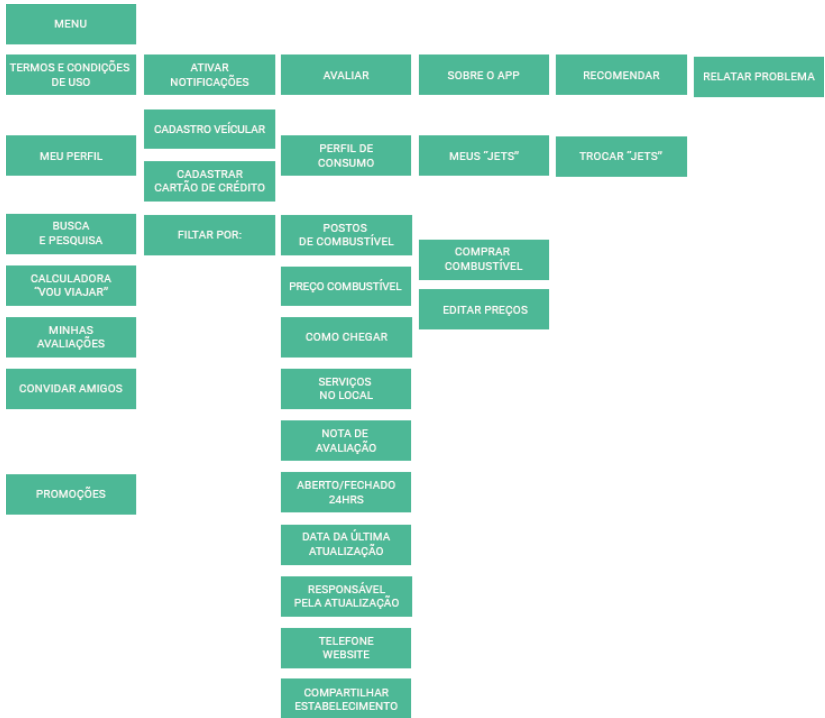 MENU
TERMOS E CONDIÇÕES
DE USO
ATIVAR
NOTIFICAÇÕES
AVALIAR
SOBRE O APP
RECOMENDAR
RELATAR PROBLEMA
MEU PERFIL
CADASTRO VEÍCULAR
CADASTRAR
CARTÃO DE CRÉDITO
PERFIL DE
CONSUMO
MEUS "JETS"
TROCAR "JETS"
BUSCA
E PESQUISA
FILTAR POR:
POSTOS
DE COMBUSTÍVEL
COMPRAR
COMBUSTÍVEL
CALCULADORA
"VOU VIAJAR"
PREÇO COMBUSTÍVEL
EDITAR PREÇOS
MINHAS
AVALIAÇÕES
COMO CHEGAR
CONVIDAR AMIGOS
SERVIÇOS
NO LOCAL
NOTA DE
AVALIAÇÃO
PROMOÇÕES
ABERTO/FECHADO
24HRS
DATA DA ÚLTIMA
ATUALIZAÇÃO
RESPONSÁVEL
PELA ATUALIZAÇÃO
TELEFONE
WEBSITE
COMPARTILHAR
ESTABELECIMENTO